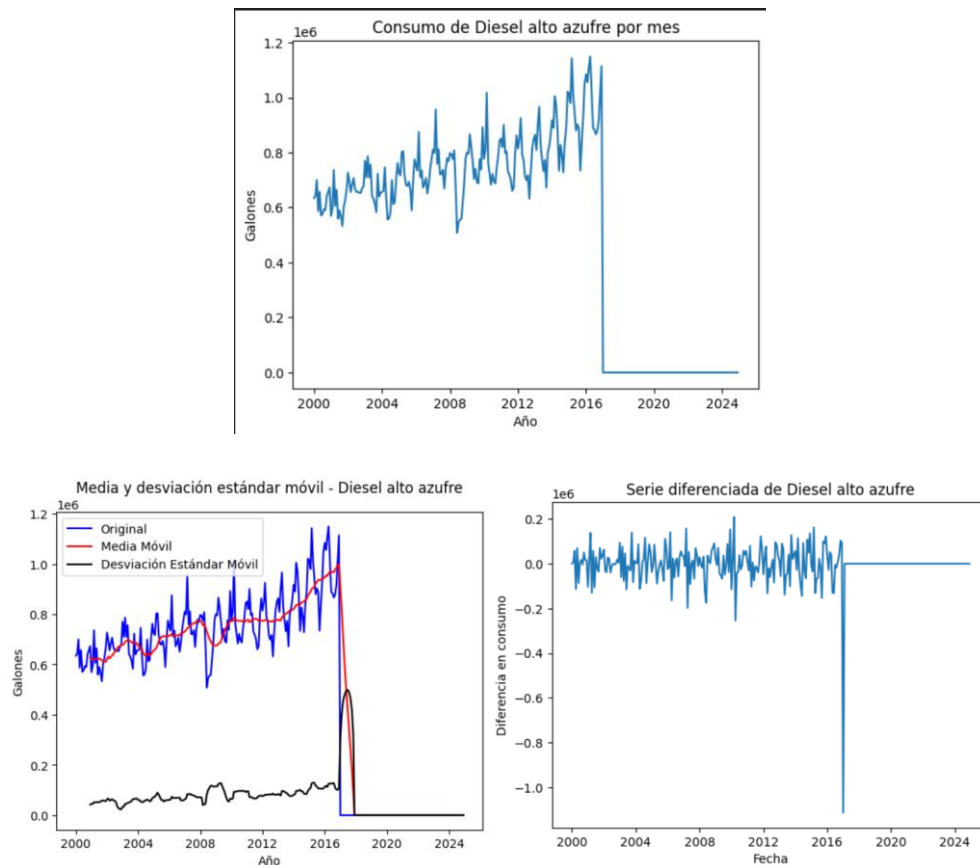 Consumo de Diesel alto azufre por mes
1e6
1.2
1.0
0.8
0.6
0.4
0.2
0.0
Galones
2000 2004 2008 2012 2016 2020 2024
Año
Media y desviación estándar móvil - Diesel alto azufre
1e6
1.2
1.0
0.8
0.6
0.4
0.2
0.0
Galones
Original
Media Móvil
Desviación Estándar Móvil
2000 2004 2008 2012 2016 2020 2024
Año
Serie diferenciada de Diesel alto azufre
1e6
0.2
0.0
−0.2
−0.4
−0.6
−0.8
−1.0
Diferencia en consumo
2000 2004 2008 2012 2016 2020 2024
Fecha